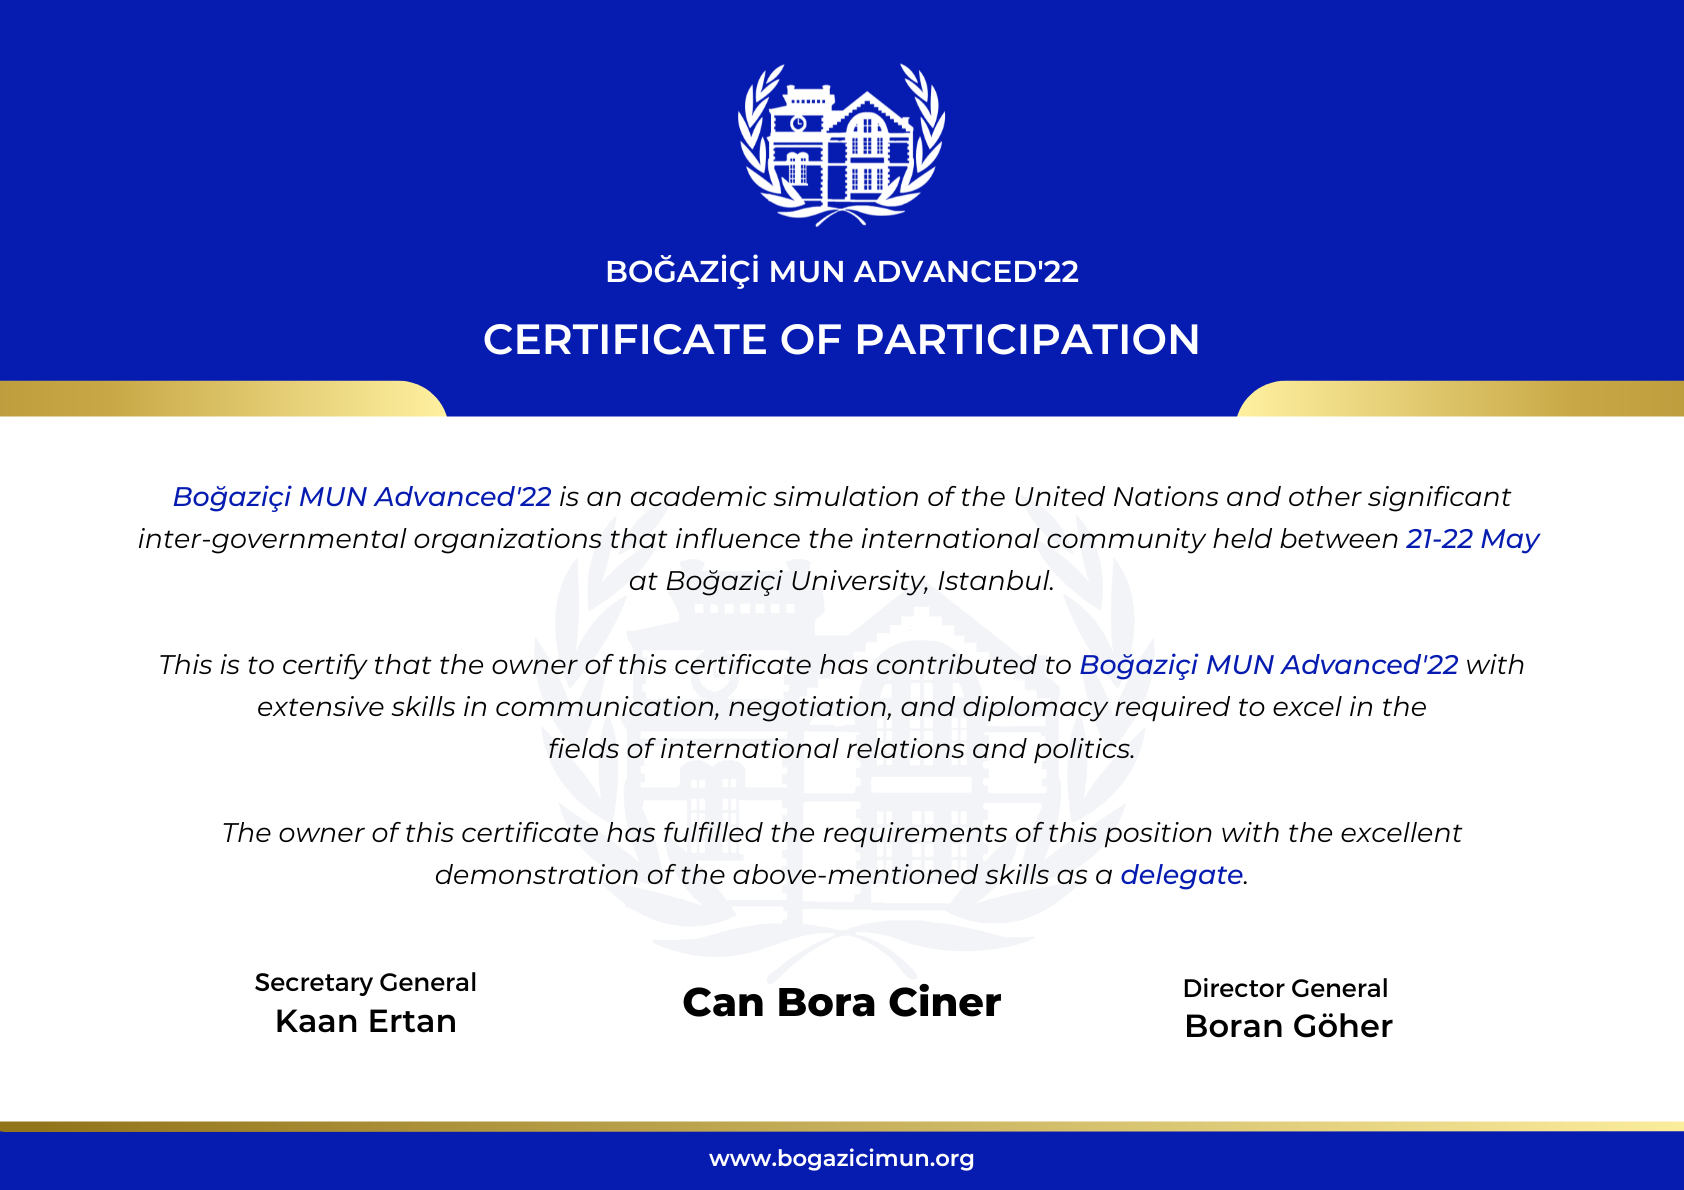 BOĞAZİÇİ MUN ADVANCED'22
CERTIFICATE OF PARTICIPATION
Boğaziçi MUN Advanced'22 is an academic simulation of the United Nations and other significant
inter-governmental organizations that influence the international community held between 21-22 May
at Boğaziçi University, Istanbul.
This is to certify that the owner of this certificate has contributed to Boğaziçi MUN Advanced'22 with
extensive skills in communication, negotiation, and diplomacy required to excel in the
fields of international relations and politics.
The owner of this certificate has fulfilled the requirements of this position with the excellent
demonstration of the above-mentioned skills as a delegate.
Secretary General
Kaan Ertan
Can Bora Ciner
Director General
Boran Göher
www.bogazicimun.org